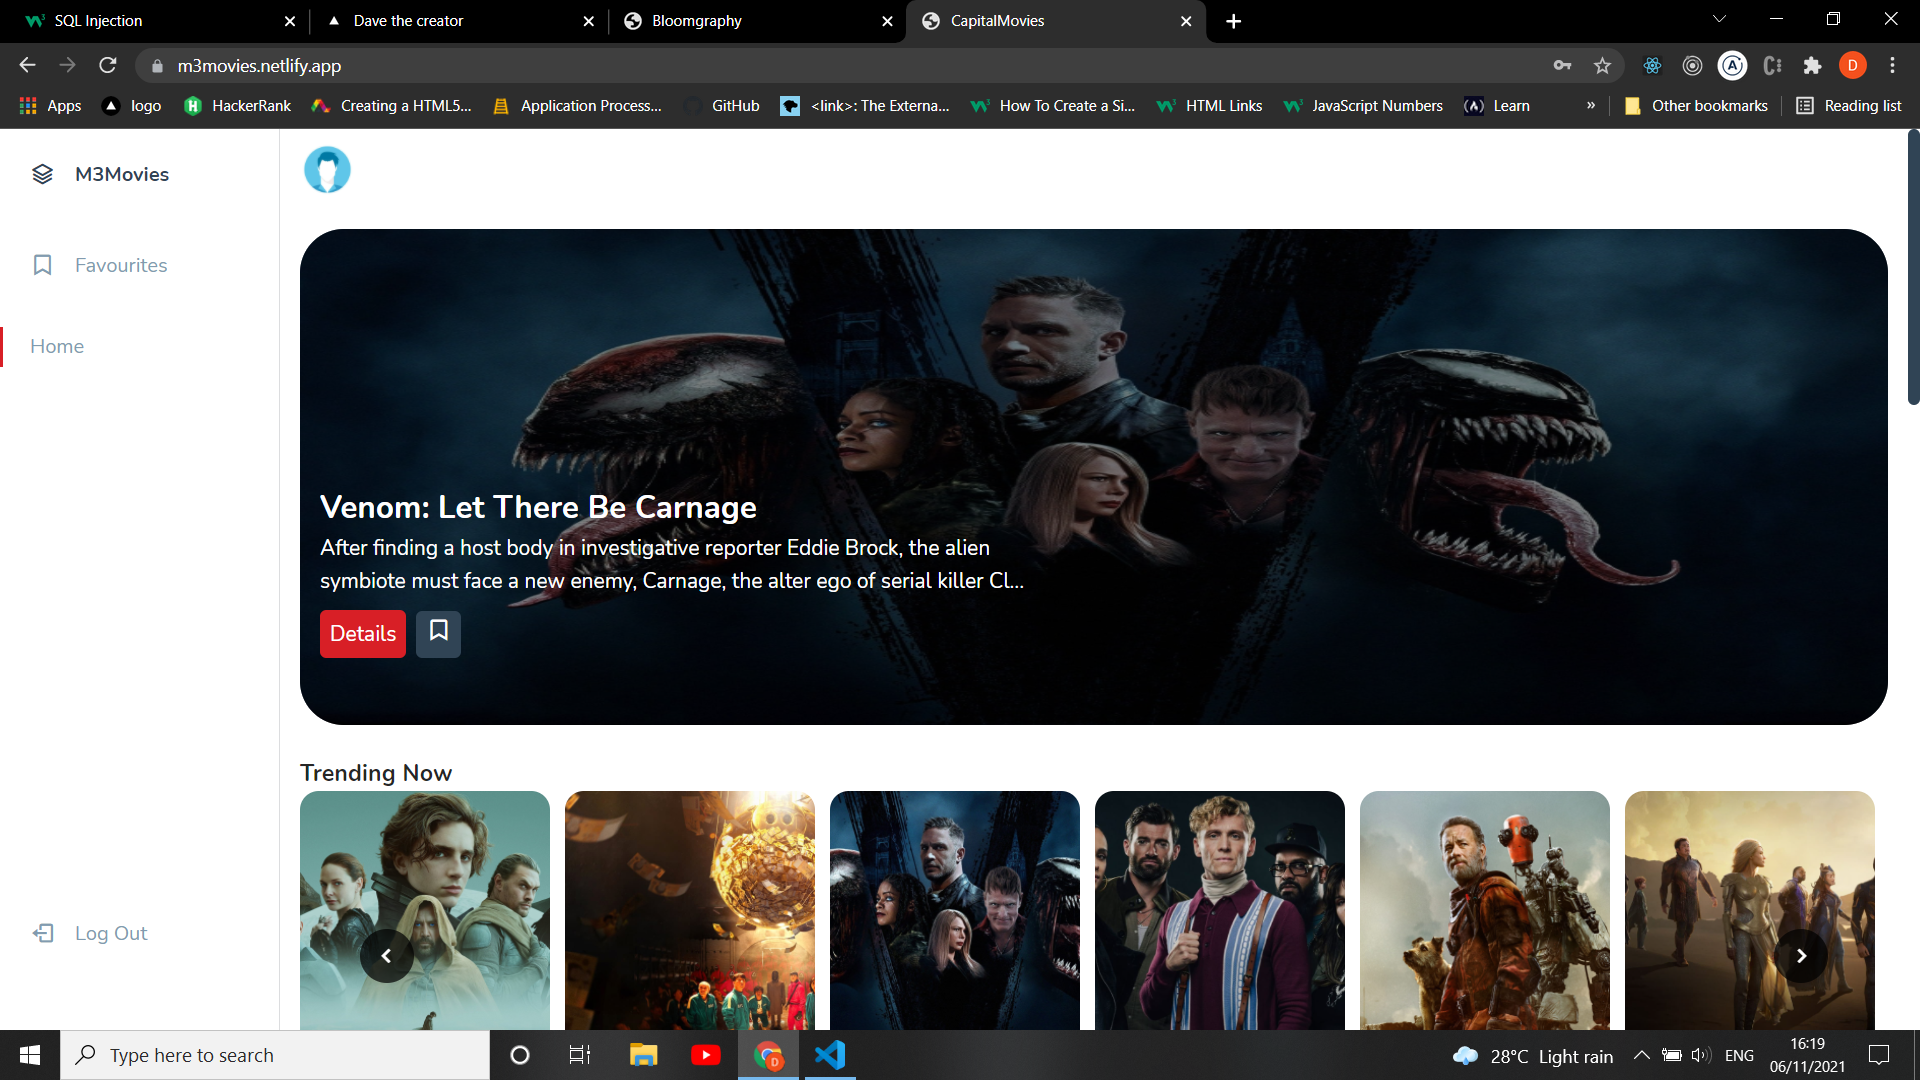 SQL Injection
Dave the creator
Bloomgraphy
CapitalMovies
m3movies.netlify.app
D
Apps
logo
HackerRank
Creating a HTML5...
Application Process...
GitHub
<link>: The Externa...
How To Create a Si...
HTML Links
JavaScript Numbers
Learn
»
Other bookmarks
Reading list
M3Movies
Favourites
Home
Venom: Let There Be Carnage
After finding a host body in investigative reporter Eddie Brock, the alien
symbiote must face a new enemy, Carnage, the alter ego of serial killer Cl...
Details
Trending Now
Log Out
Type here to search
D
28°C Light rain
ENG
16:19
06/11/2021